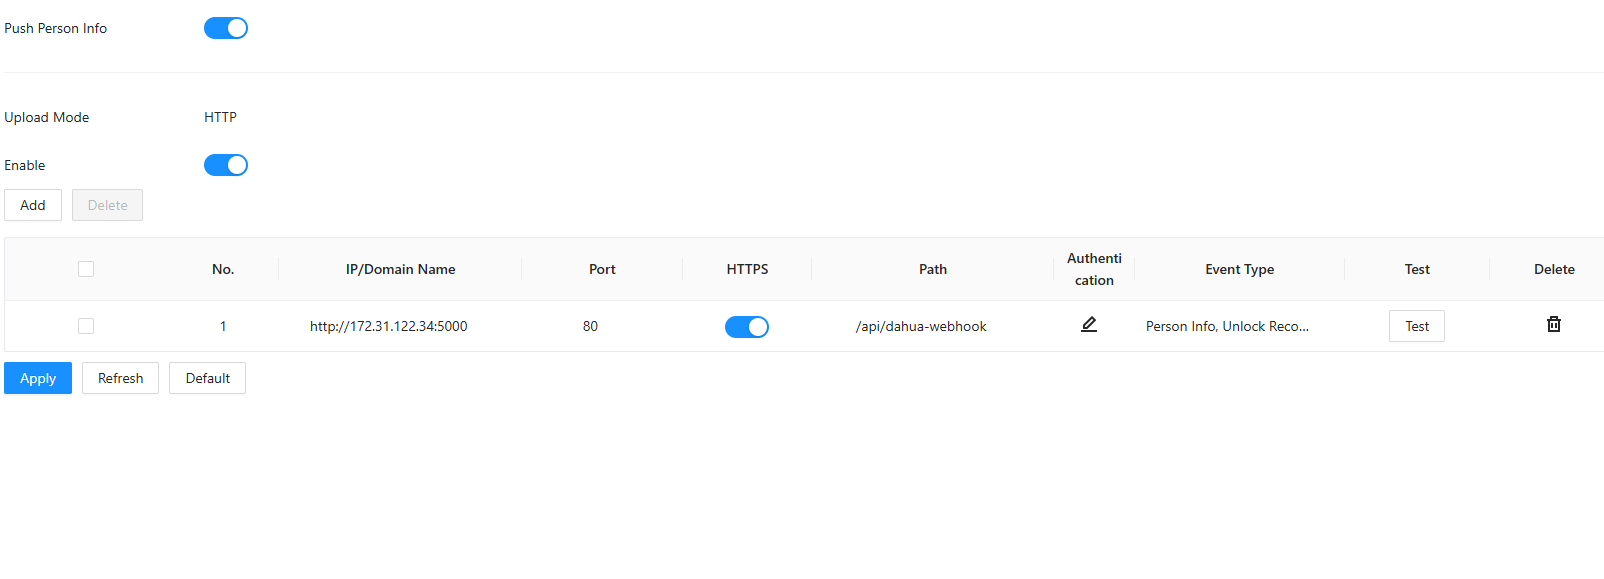 Push Person Info
Upload Mode HTTP
Enable
Add Delete
No. IP/Domain Name Port HTTPS Path Authenti
cation Event Type Test Delete
1 http://172.31.122.34:5000 80 /api/dahua-webhook Person Info, Unlock Reco... Test
Apply Refresh Default